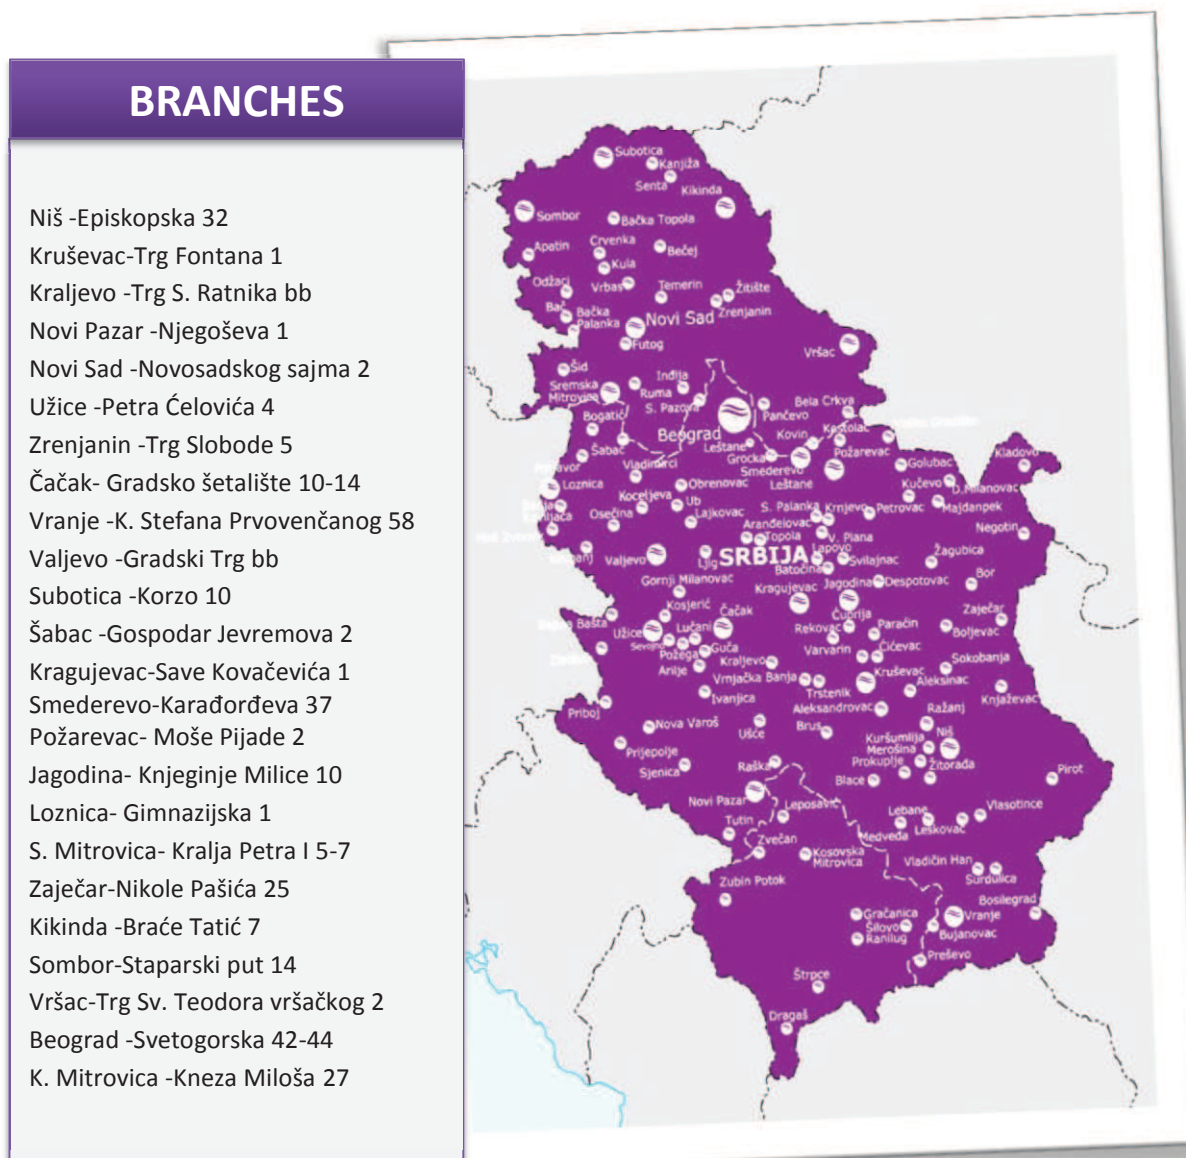 BRANCHES
Niš -Episkopska 32
Kruševac-Trg Fontana 1
Kraljevo -Trg S. Ratnika bb
Novi Pazar -Njegoševa 1
Novi Sad -Novosadskog sajma 2
Užice -Petra Ćelovića 4
Zrenjanin -Trg Slobode 5
Čačak- Gradsko šetalište 10-14
Vranje -K. Stefana Prvovenčanog 58
Valjevo -Gradski Trg bb
Subotica -Korzo 10
Šabac -Gospodar Jevremova 2
Kragujevac-Save Kovačevića 1
Smederevo-Karađorđeva 37
Požarevac- Moše Pijade 2
Jagodina- Knjeginje Milice 10
Loznica- Gimnazijska 1
S. Mitrovica- Kralja Petra I 5-7
Zaječar-Nikole Pašića 25
Kikinda -Braće Tatić 7
Sombor-Staparski put 14
Vršac-Trg Sv. Teodora vršačkog 2
Beograd -Svetogorska 42-44
K. Mitrovica -Kneza Miloša 27
Subotica
Kanjiža
Senta
Kikinda
Sombor
Bačka Topola
Apatin
Crvenka
Bečej
Kula
Odžaci
Vrbas
Temerin
Žitište
Zrenjanin
Bač
Bačka
Palanka
Novi Sad
Futog
Vršac
Šid
Inđija
Sremska
Mitrovica
Ruma
S. Pazova
Pančevo
Bela Crkva
Bogatić
Beograd
Kovin
Kostolac
Leštane
Šabac
Grocka
Požarevac
Vladimirci
Smederevo
Golubac
Kladovo
Loznica
Obrenovac
Leštane
Kučevo
D.Milanovac
Koceljeva
Ub
S. Palanka
Krnjevo
Petrovac
Majdanpek
Osečina
Lajkovac
Aranđelovac
V. Plana
Negotin
Topola
Valjevo
Ljig
SRBIJA
Lapovo
Svilajnac
Žagubica
Batočina
Gornji Milanovac
Kragujevac
Jagodina
Despotovac
Bor
Kosjerić
Čačak
Ćuprija
Zaječar
Užice
Lučani
Rekovac
Paraćin
Boljevac
Sevojno
Požega
Guča
Varvarin
Ćićevac
Arilje
Kraljevo
Sokobanja
Vrnjačka Banja
Kruševac
Aleksinac
Ivanjica
Trstenik
Knjaževac
Priboj
Aleksandrovac
Ražanj
Nova Varoš
Ušće
Brus
Niš
Kuršumlija
Prijepolje
Merošina
Sjenica
Raška
Prokuplje
Žitorađa
Blace
Pirot
Novi Pazar
Leposavić
Lebane
Vlasotince
Tutin
Medveđa
Leskovac
Zvečan
Kosovska
Mitrovica
Vladičin Han
Surdulica
Zubin Potok
Bosilegrad
Gračanica
Vranje
Šilovo
Bujanovac
Ranilug
Preševo
Štrpce
Dragaš